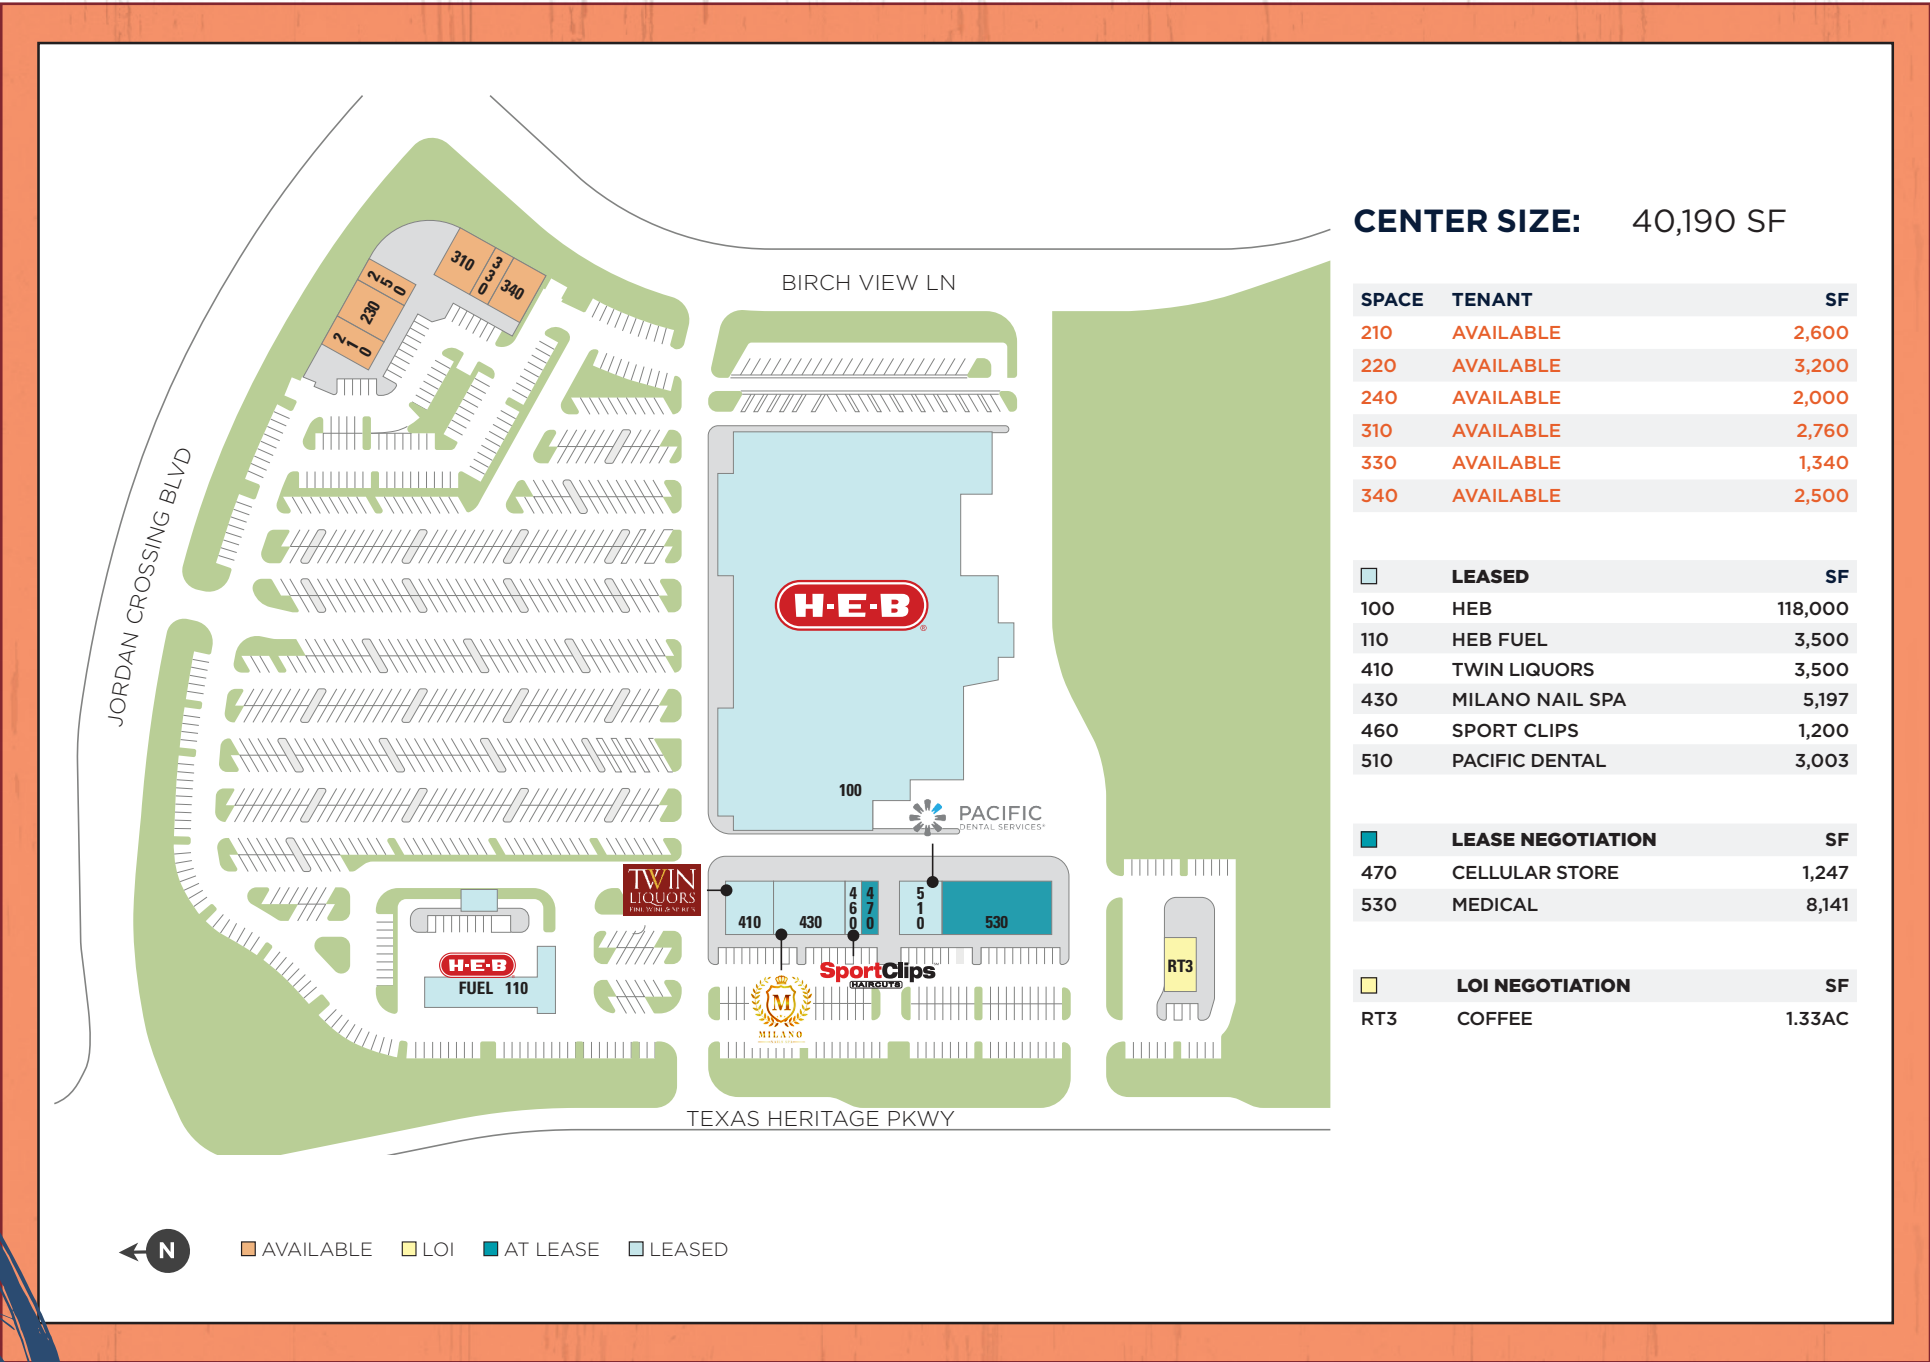 CENTER SIZE: 40,190 SF
SPACE TENANT SF
210 AVAILABLE 2,600
220 AVAILABLE 3,200
240 AVAILABLE 2,000
310 AVAILABLE 2,760
330 AVAILABLE 1,340
340 AVAILABLE 2,500
LEASED SF
100 HEB 118,000
110 HEB FUEL 3,500
410 TWIN LIQUORS 3,500
430 MILANO NAIL SPA 5,197
460 SPORT CLIPS 1,200
510 PACIFIC DENTAL 3,003
LEASE NEGOTIATION SF
470 CELLULAR STORE 1,247
530 MEDICAL 8,141
LOI NEGOTIATION SF
RT3 COFFEE 1.33AC
BIRCH VIEW LN
JORDAN CROSSING BLVD
310
330
340
250
230
210
H-E-B
®
100
PACIFIC
DENTAL SERVICES
TWIN
LIQUORS
FINE WINE & SPIRITS
410
430
460
470
510
530
H-E-B
FUEL 110
SportClips
HAIRCUTS
M
MILANO
RT3
TEXAS HERITAGE PKWY
N
AVAILABLE
LOI
AT LEASE
LEASED